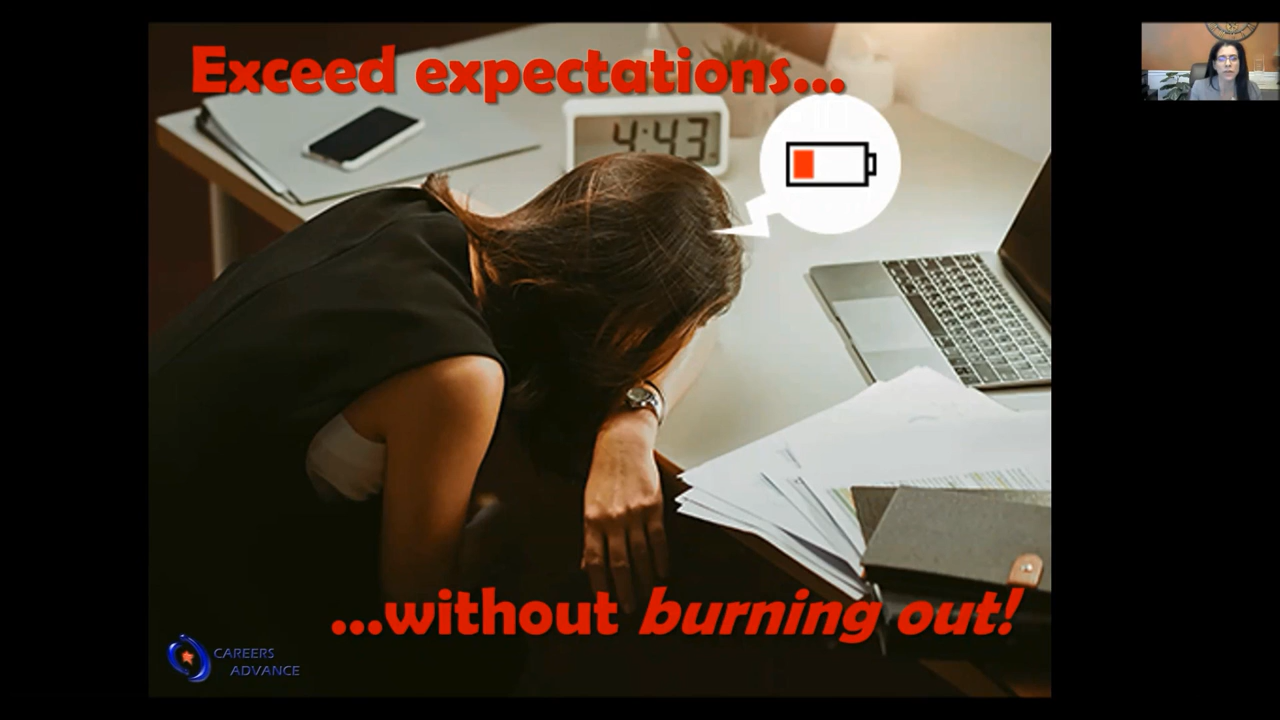 Exceed expectations...
4:43
...without burning out!
CAREERS
ADVANCE